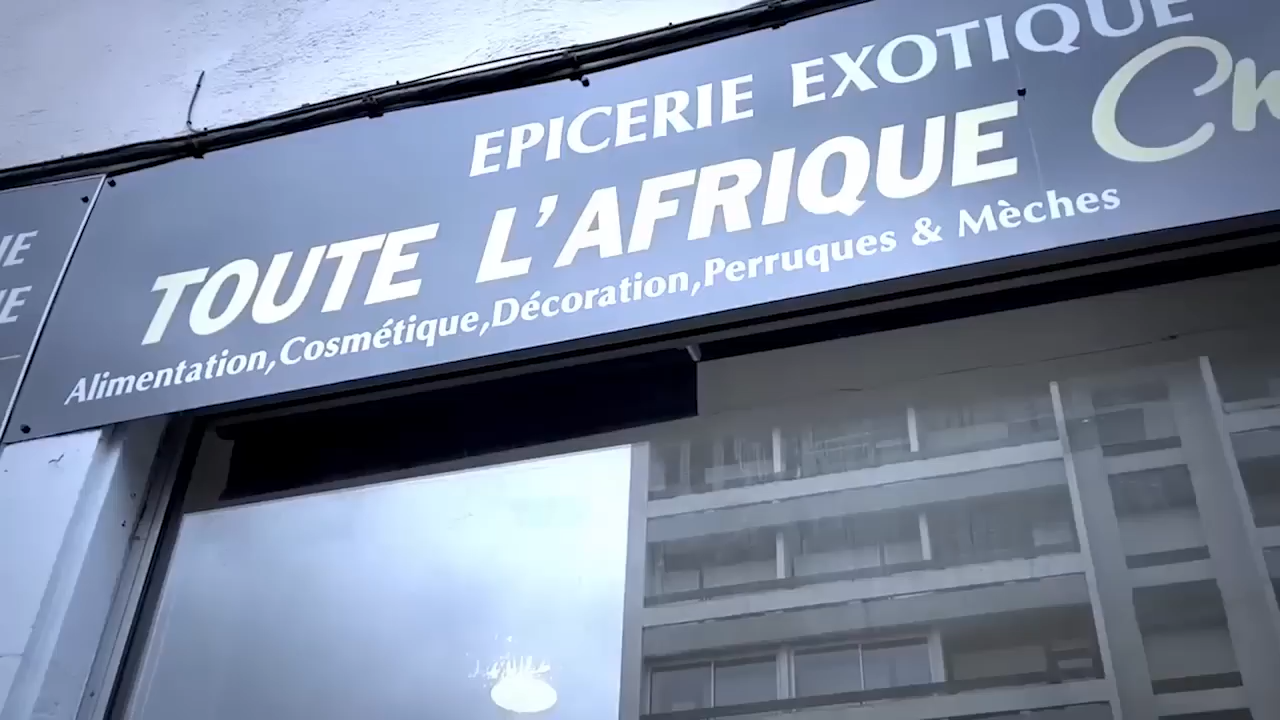 EPICERIE EXOTIQUE
TOUTE L'AFRIQUE
Alimentation,Cosmétique,Décoration,Perruques & Mèches